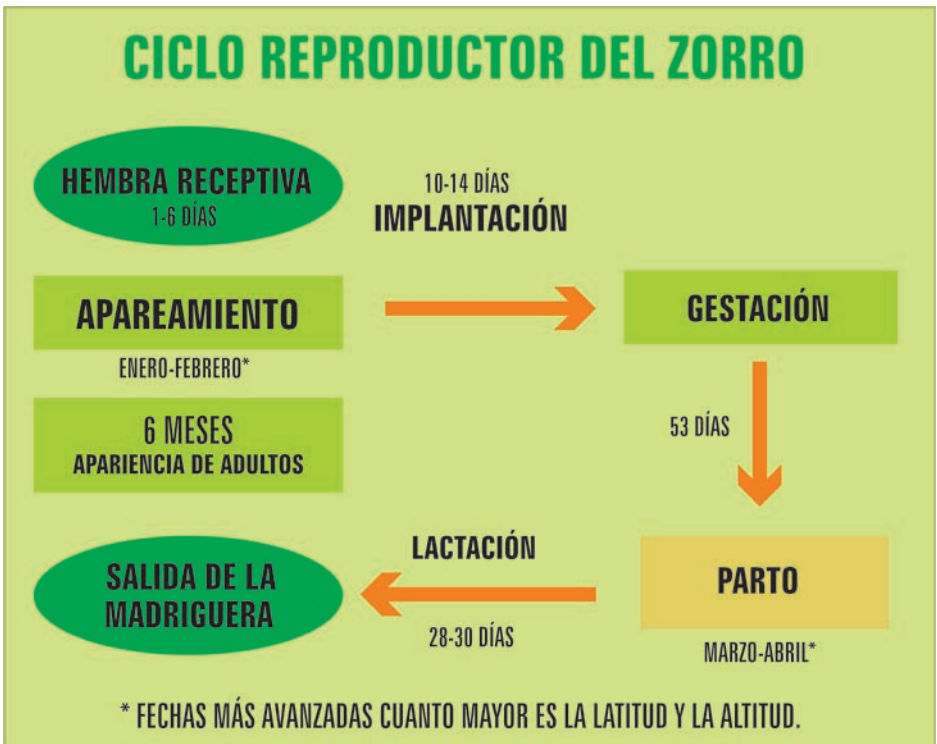 CICLO REPRODUCTOR DEL ZORRO
HEMBRA RECEPTIVA
1-6 DÍAS
10-14 DÍAS
IMPLANTACIÓN
APAREAMIENTO
ENERO-FEBRERO*
GESTACIÓN
6 MESES
APARIENCIA DE ADULTOS
53 DÍAS
SALIDA DE LA
MADRIGUERA
LACTACIÓN
28-30 DÍAS
PARTO
MARZO-ABRIL*
* FECHAS MÁS AVANZADAS CUANTO MAYOR ES LA LATITUD Y LA ALTITUD.